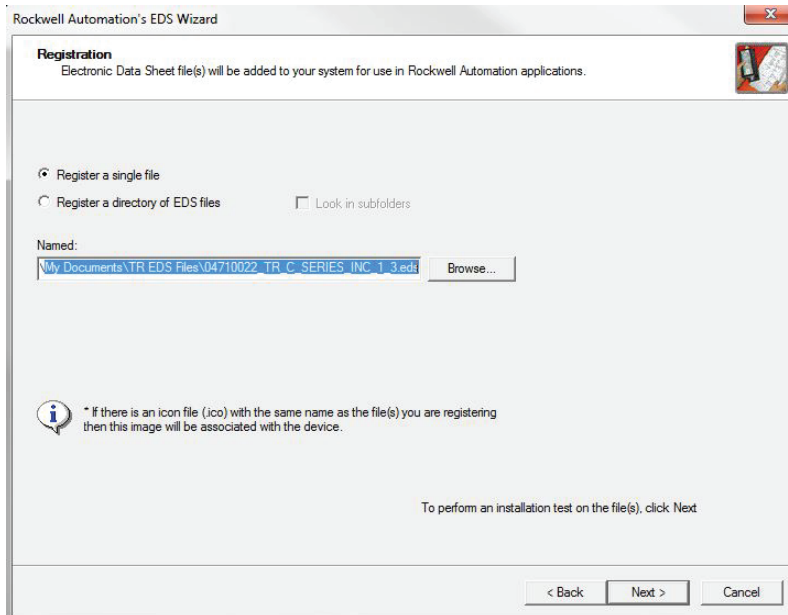 Rockwell Automation's EDS Wizard
Registration
Electronic Data Sheet file(s) will be added to your system for use in Rockwell Automation applications.
Register a single file
Register a directory of EDS files
Look in subfolders
Named:
\My Documents\TR EDS Files\04710022_TR_C_SERIES_INC_1_3.eds
Browse...
* If there is an icon file (.ico) with the same name as the file(s) you are registering
then this image will be associated with the device.
To perform an installation test on the file(s), click Next
< Back
Next >
Cancel